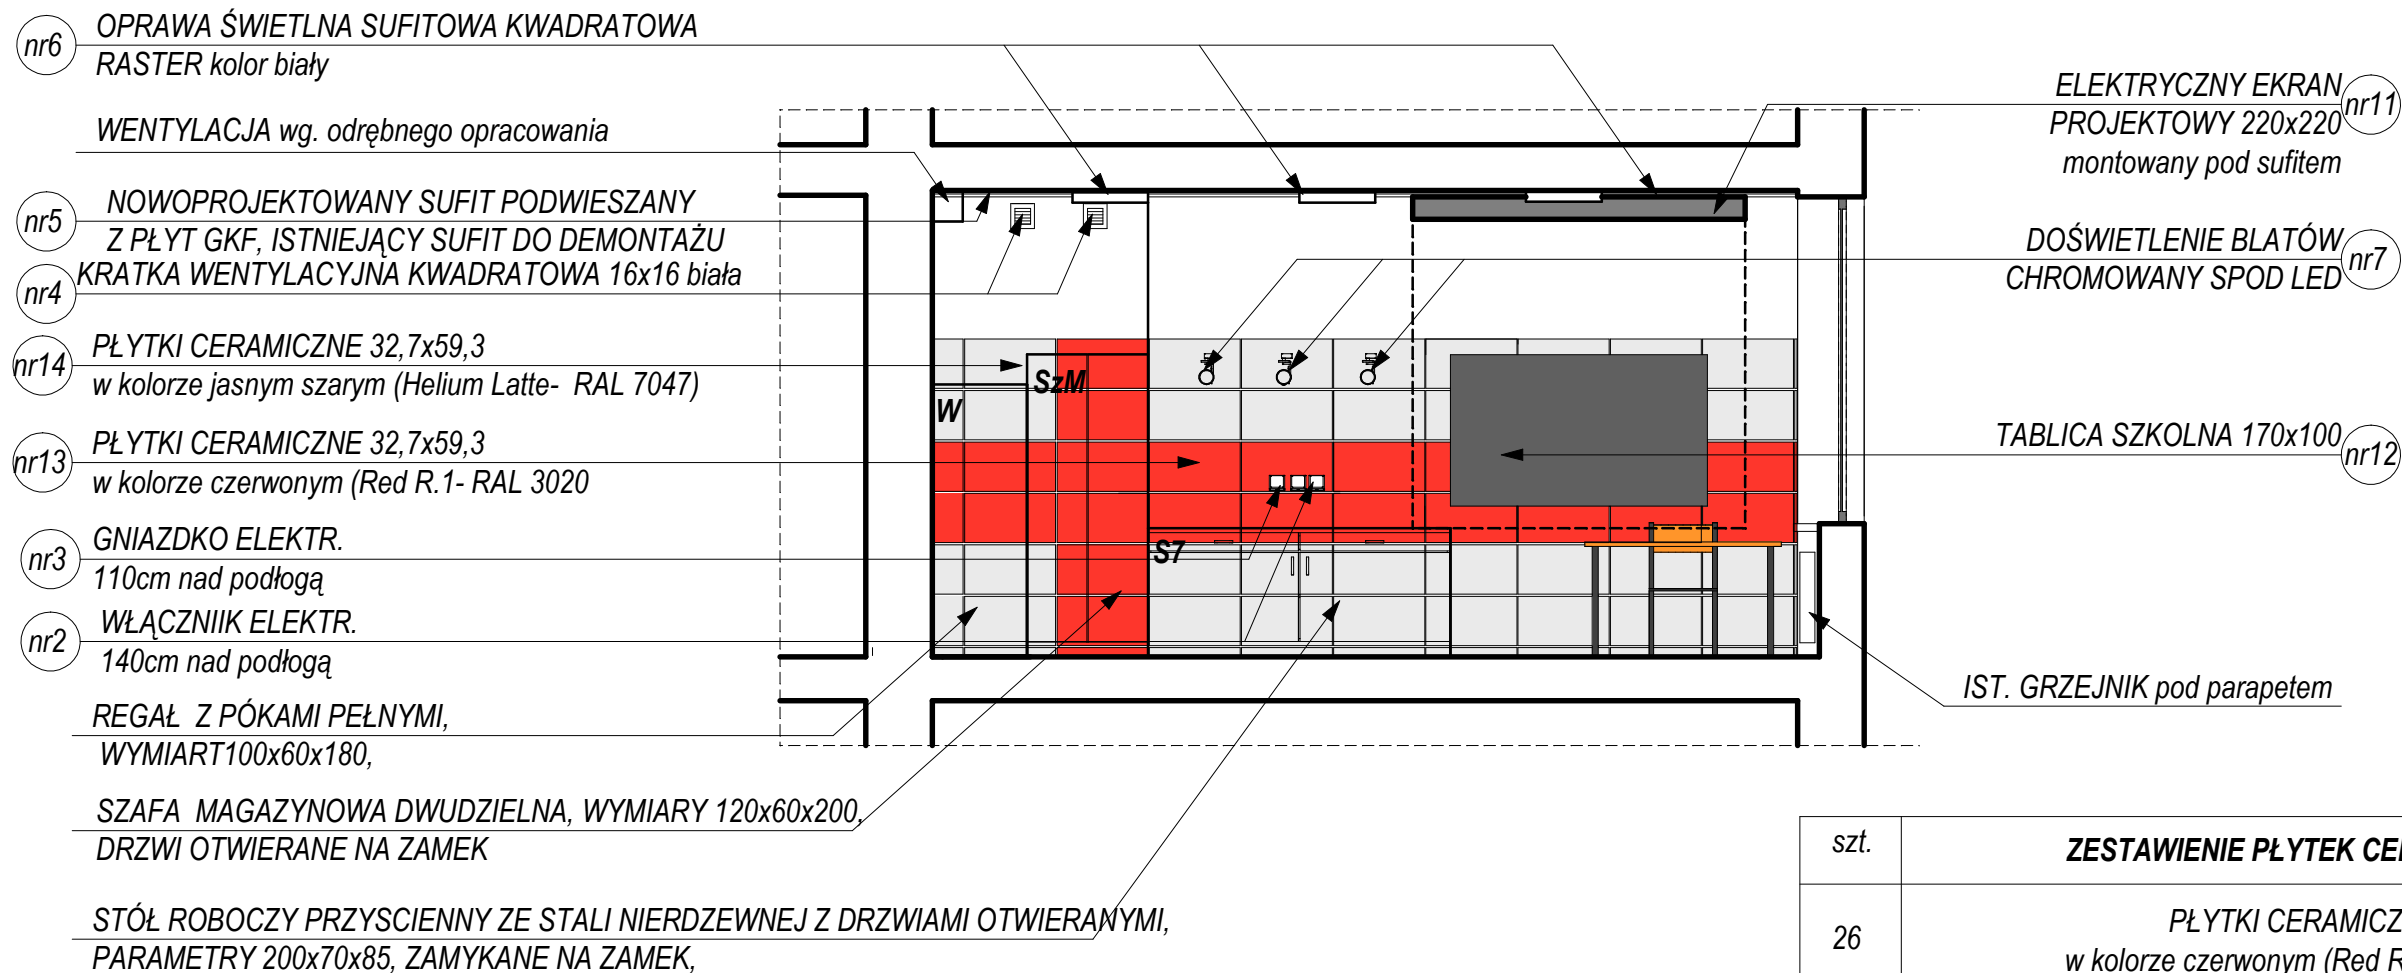 nr6
OPRAWA ŚWIETLNA SUFITOWA KWADRATOWA
RASTER kolor biały
WENTYLACJA wg. odrębnego opracowania
nr5
NOWOPROJEKTOWANY SUFIT PODWIESZANY
Z PŁYT GKF, ISTNIEJĄCY SUFIT DO DEMONTAŻU
nr4
KRATKA WENTYLACYJNA KWADRATOWA 16x16 biała
nr14
PŁYTKI CERAMICZNE 32,7x59,3
w kolorze jasnym szarym (Helium Latte- RAL 7047)
nr13
PŁYTKI CERAMICZNE 32,7x59,3
w kolorze czerwonym (Red R.1- RAL 3020
nr3
GNIAZDKO ELEKTR.
110cm nad podłogą
nr2
WŁĄCZNIIK ELEKTR.
140cm nad podłogą
REGAŁ Z PÓKAMI PEŁNYMI,
WYMIART100x60x180,
SZAFA MAGAZYNOWA DWUDZIELNA, WYMIARY 120x60x200,
DRZWI OTWIERANE NA ZAMEK
STÓŁ ROBOCZY PRZYSCIENNY ZE STALI NIERDZEWNEJ Z DRZWIAMI OTWIERANYMI,
PARAMETRY 200x70x85, ZAMYKANE NA ZAMEK,
W
SzM
S7
ELEKTRYCZNY EKRAN
nr11
PROJEKTOWY 220x220
montowany pod sufitem
DOŚWIETLENIE BLATÓW
nr7
CHROMOWANY SPOD LED
TABLICA SZKOLNA 170x100
nr12
IST. GRZEJNIK pod parapetem
szt.
ZESTAWIENIE PŁYTEK
26
PŁYTKI
w kolorze czerwonym (Red